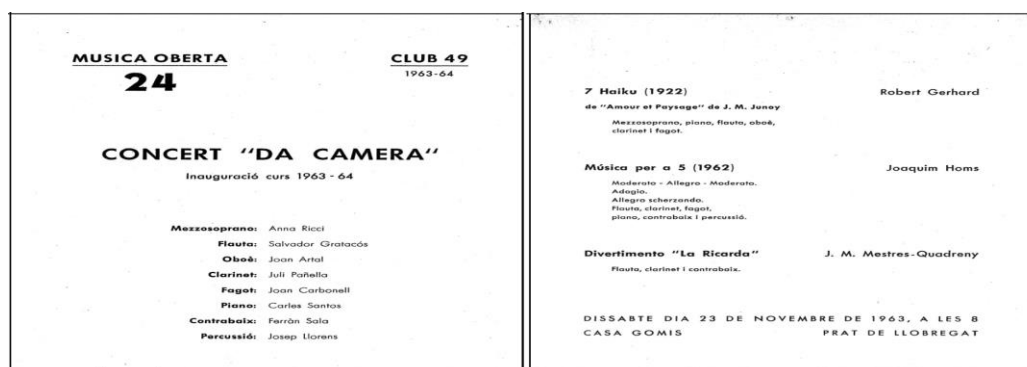 MUSICA OBERTA
24
CLUB 49
1963-64
CONCERT "DA CAMERA"
Inauguració curs 1963-64
Mezzosoprano: Anna Ricci
Flauta: Salvador Gratacós
Oboè: Joan Artal
Clarinet: Juli Pañella
Fagot: Joan Carbonell
Piano: Carles Santos
Contrabaix: Ferràn Sala
Percussió: Josep Llorens
7 Haiku (1922) Robert Gerhard
de "Amour et Paysage" de J. M. Junoy
Mezzosoprano, piano, flauta, oboè,
clarinet i fagot.
Música per a 5 (1962) Joaquim Homs
Moderato - Allegro - Moderato.
Adagio.
Allegro scherzando.
Flauta, clarinet, fagot,
piano, contrabaix i percussió.
Divertimento "La Ricarda" J. M. Mestres-Quadreny
Flauta, clarinet i contrabaix.
DISSABTE DIA 23 DE NOVEMBRE DE 1963, A LES 8
CASA GOMIS PRAT DE LLOBREGAT